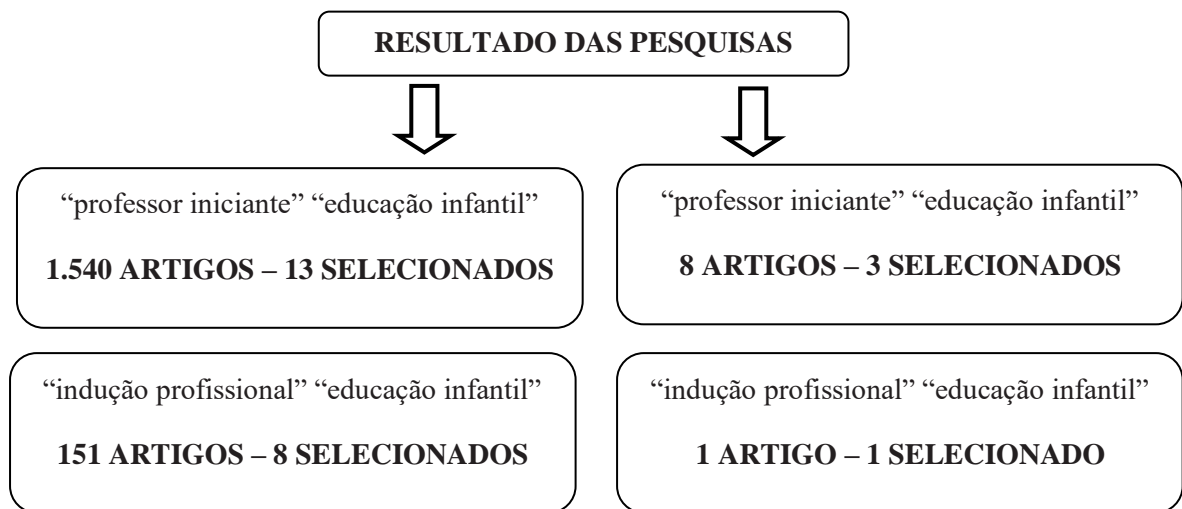 RESULTADO DAS PESQUISAS
“professor iniciante” “educação infantil”
1.540 ARTIGOS – 13 SELECIONADOS
“professor iniciante” “educação infantil”
8 ARTIGOS – 3 SELECIONADOS
“indução profissional” “educação infantil”
151 ARTIGOS – 8 SELECIONADOS
“indução profissional” “educação infantil”
1 ARTIGO – 1 SELECIONADO